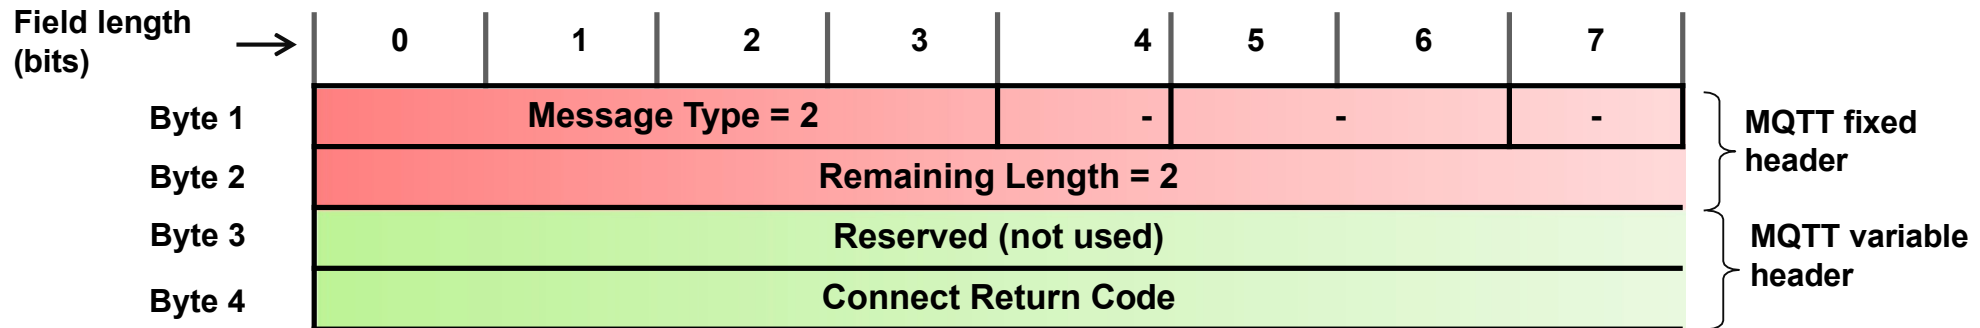 Field length
(bits)
0 1 2 3 4 5 6 7
Byte 1 Message Type = 2 - - -
MQTT fixed
header
Byte 2 Remaining Length = 2
Byte 3 Reserved (not used)
MQTT variable
header
Byte 4 Connect Return Code